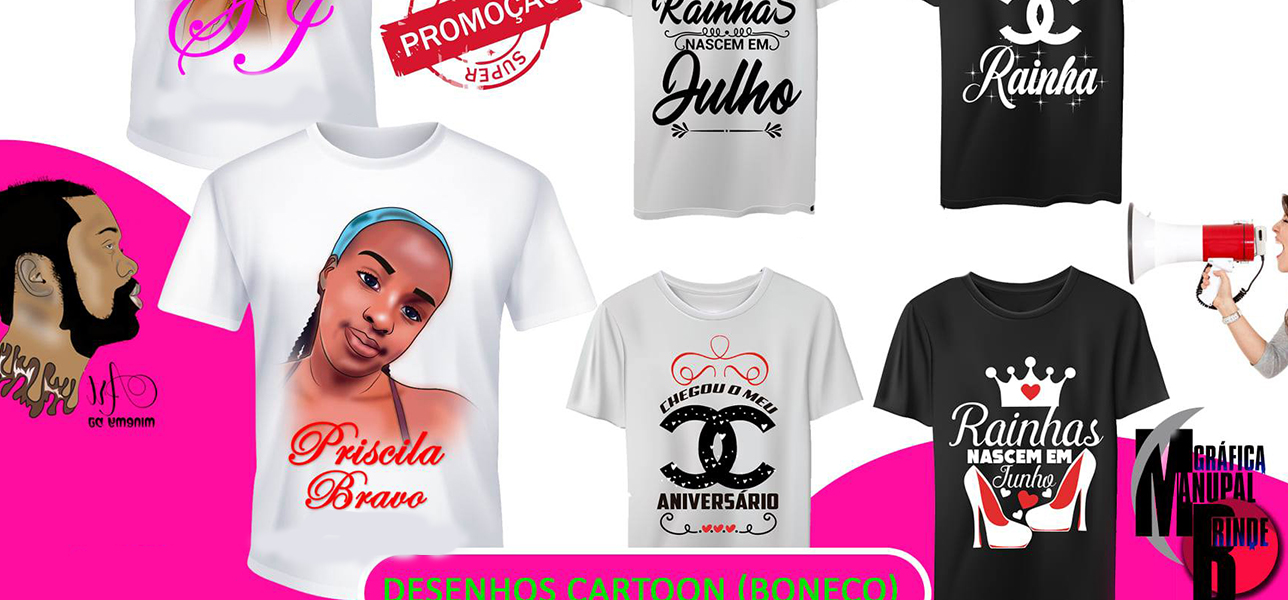 SJ
PROMOÇÃO
SUPER
Rainhas
NASCEM EM
Julho
Rainha
Priscila
Bravo
CHEGOU O MEU
ANIVERSÁRIO
Rainhas
NASCEM EM
Junho
GRÁFICA
MANUPAL
BRINDE
DESENHOS CARTOON (BONECO)